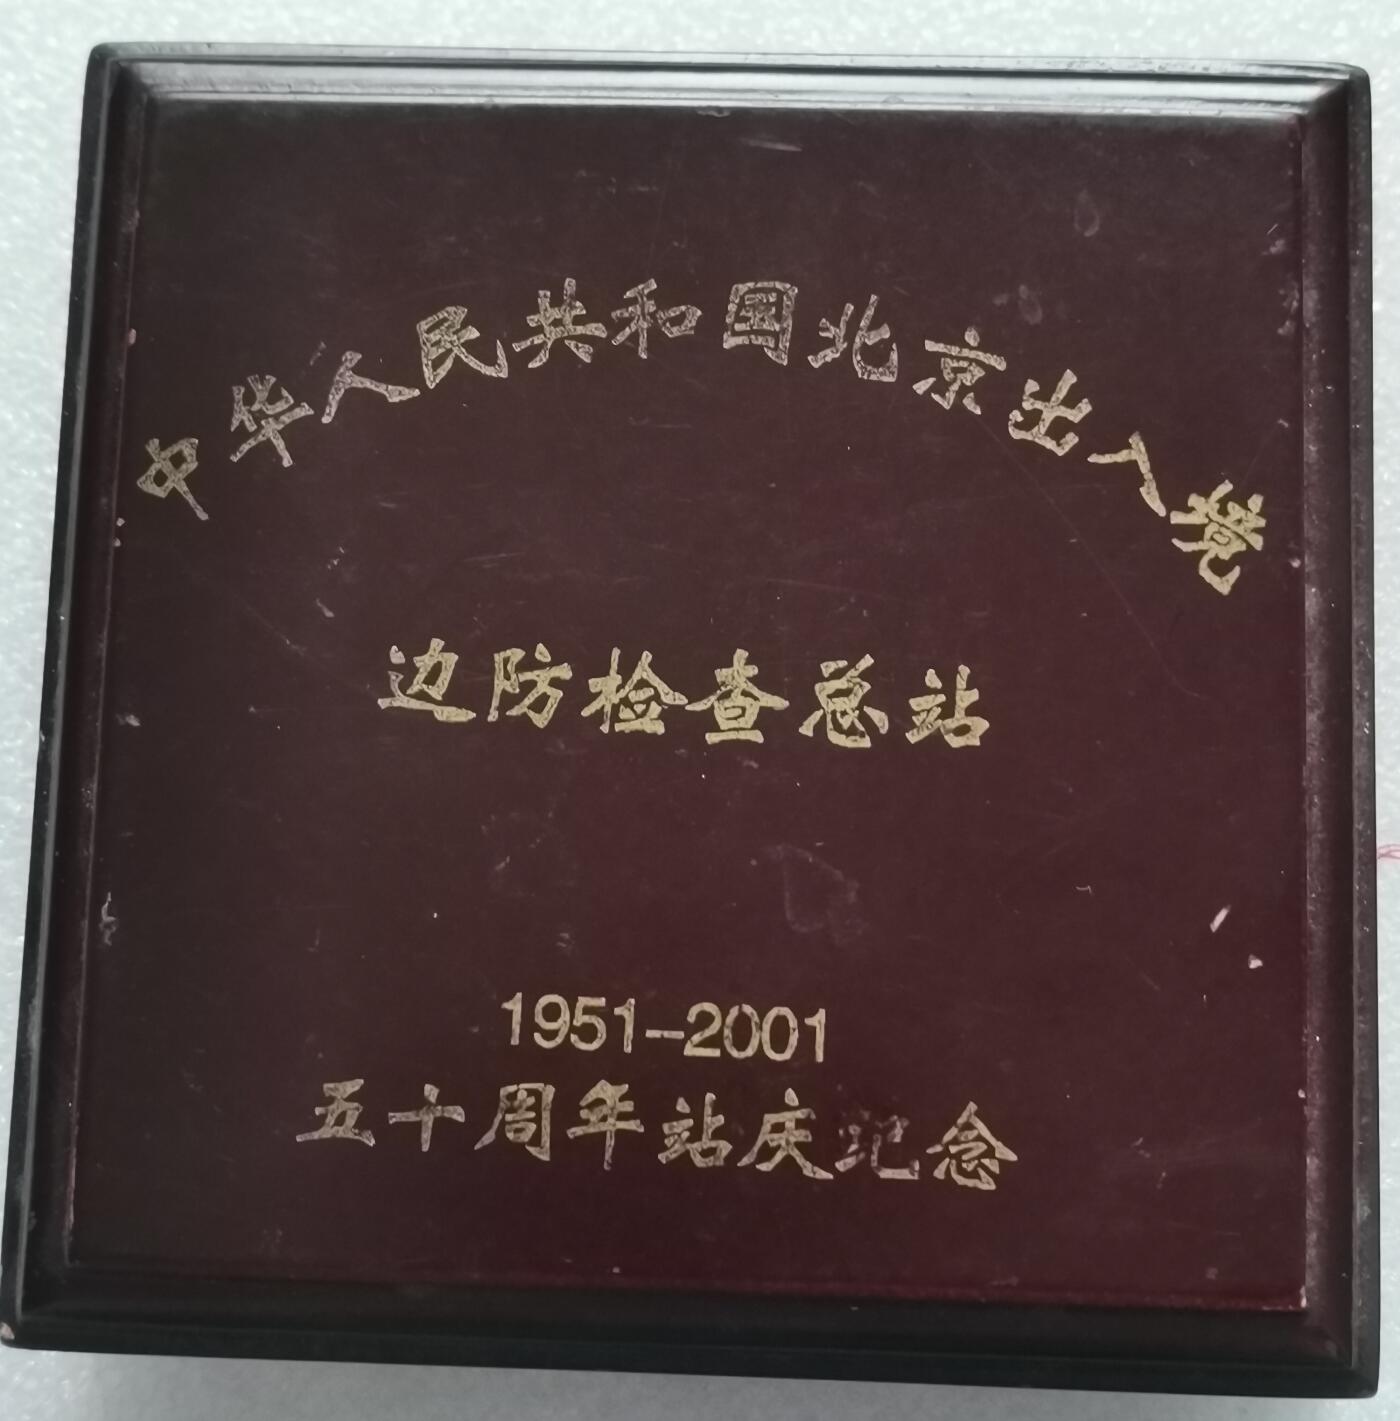 中华人民共和国北京出入境
边防检查总站
1951-2001
五十周年站庆纪念